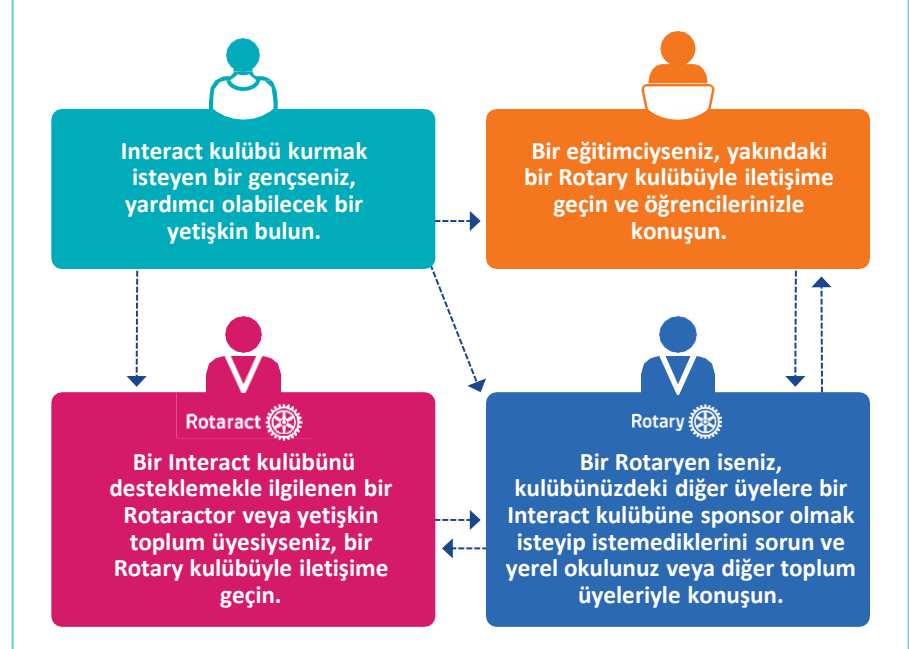 Interact kulübü kurmak
isteyen bir gençseniz,
yardımcı olabilecek bir
yetişkin bulun.
Bir eğitimciyseniz, yakındaki
bir Rotary kulübüyle iletişime
geçin ve öğrencilerinizle
konuşun.
Rotaract
Bir Interact kulübünü
desteklemekle ilgilenen bir
Rotaractor veya yetişkin
toplum üyesiyseniz, bir
Rotary kulübüyle iletişime
geçin.
Rotary
Bir Rotaryen iseniz,
kulübünüzdeki diğer üyelere bir
Interact kulübüne sponsor olmak
isteyip istemediklerini sorun ve
yerel okulunuz veya diğer toplum
üyeleriyle konuşun.